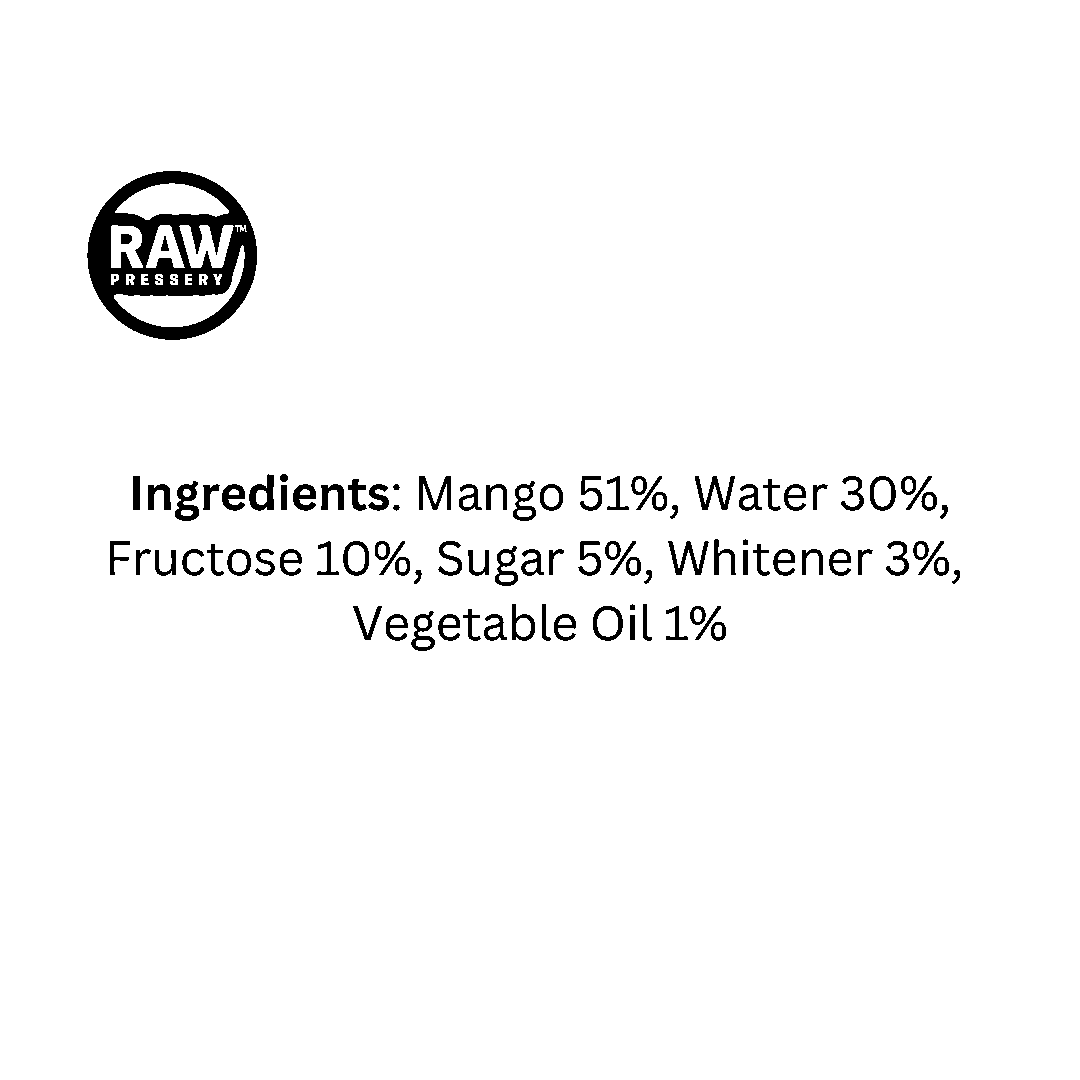 RAW™
PRESSERY
Ingredients: Mango 51%, Water 30%,
Fructose 10%, Sugar 5%, Whitener 3%,
Vegetable Oil 1%